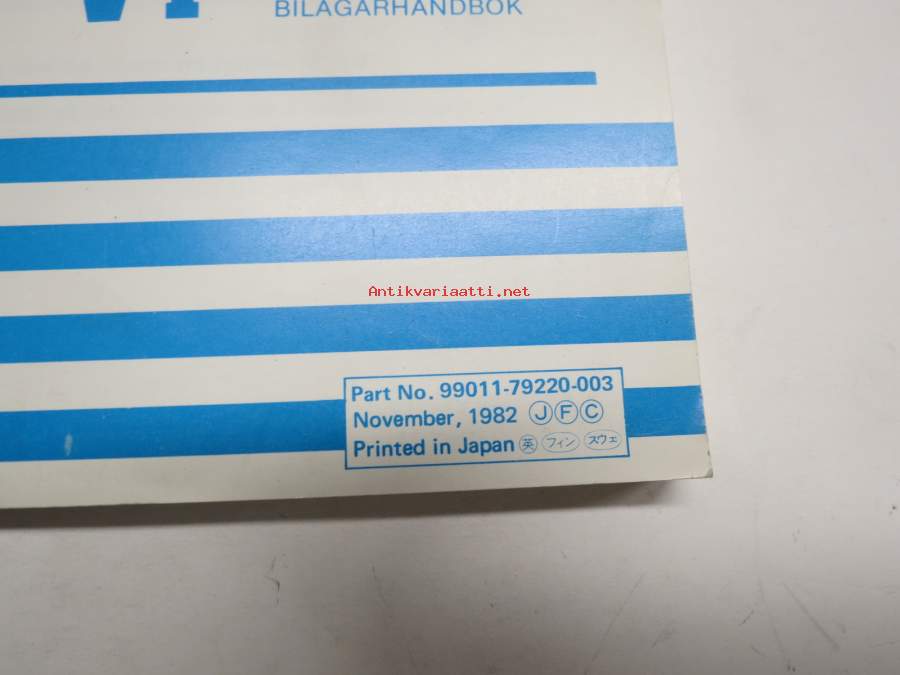 BILAGARHANDBOK
Antikvariaatti.net
Part No. 99011-79220-003
November, 1982 Ⓙ Ⓕ Ⓒ
Printed in Japan 英 フィン スウェ